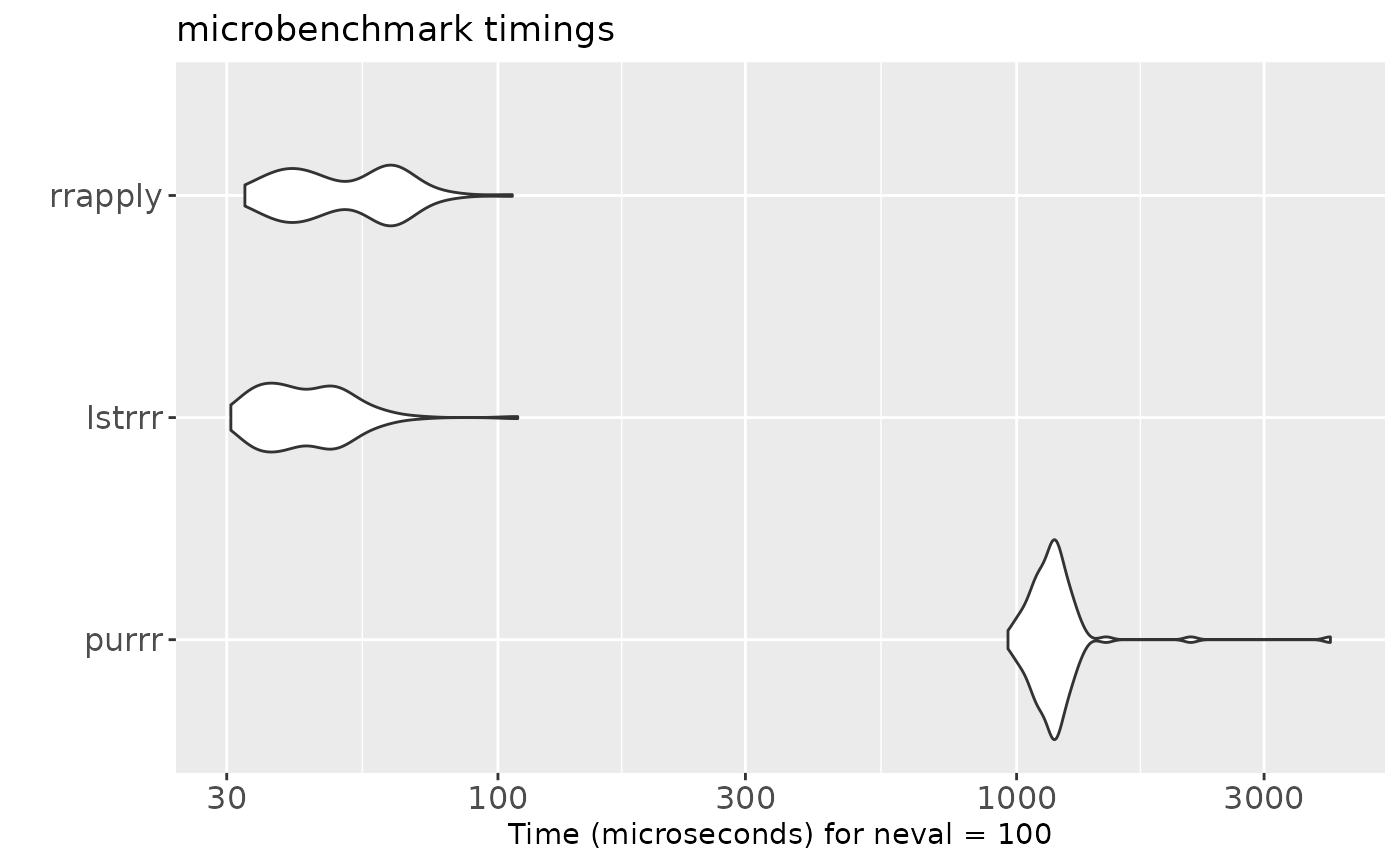 microbenchmark timings
rrapply
lstrrr
purrr
30 100 300 1000 3000
Time (microseconds) for neval = 100